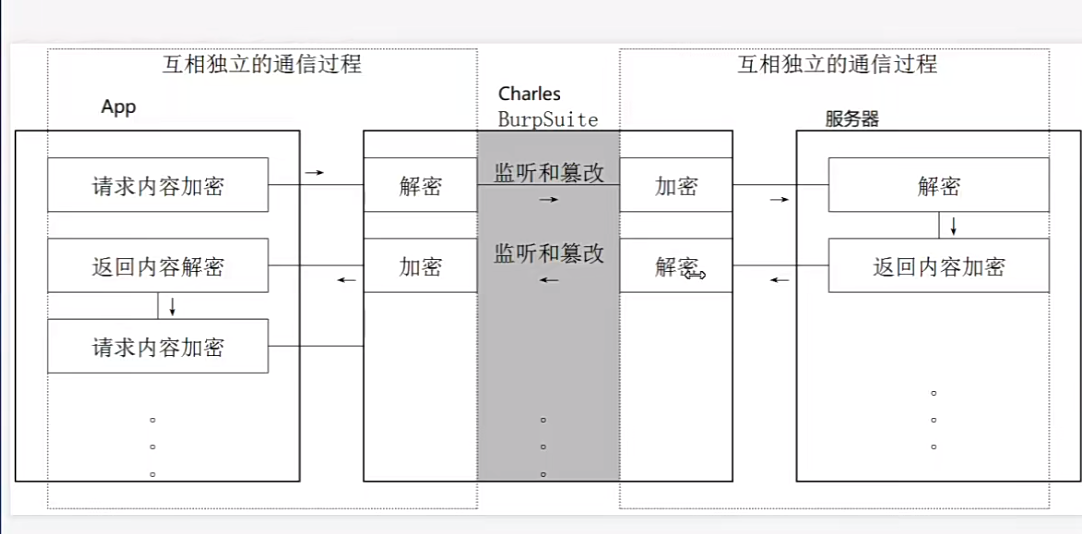 互相独立的通信过程
互相独立的通信过程
App
Charles
BurpSuite
服务器
请求内容加密
解密
监听和篡改
加密
解密
返回内容解密
加密
监听和篡改
解密
返回内容加密
请求内容加密